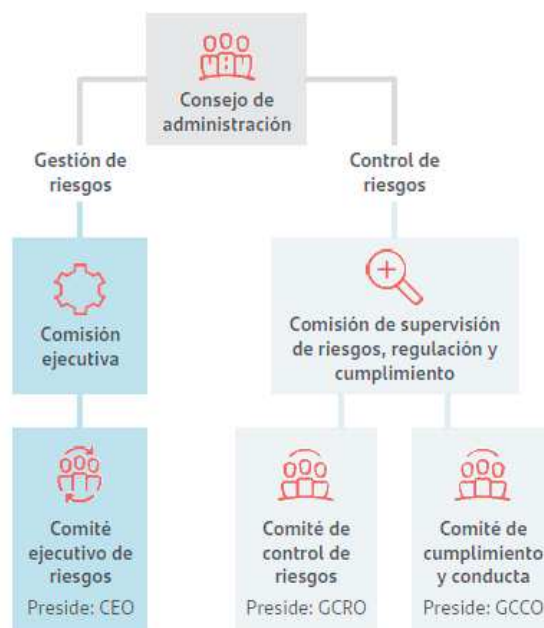 Consejo de
administración
Gestión de
riesgos
Control de
riesgos
Comisión
ejecutiva
Comisión de supervisión
de riesgos, regulación y
cumplimiento
Comité
ejecutivo de
riesgos
Preside: CEO
Comité de
control de
riesgos
Preside: GCRO
Comité de
cumplimiento
y conducta
Preside: GCCO